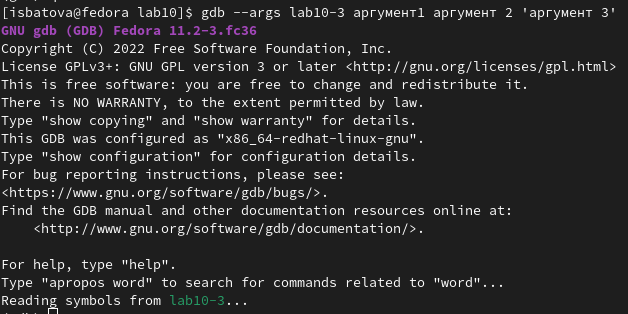 [isbatova@fedora lab10]$ gdb --args lab10-3 аргумент1 аргумент 2 'аргумент 3'
GNU gdb (GDB) Fedora 11.2-3.fc36
Copyright (C) 2022 Free Software Foundation, Inc.
License GPLv3+: GNU GPL version 3 or later <http://gnu.org/licenses/gpl.html>
This is free software: you are free to change and redistribute it.
There is NO WARRANTY, to the extent permitted by law.
Type "show copying" and "show warranty" for details.
This GDB was configured as "x86_64-redhat-linux-gnu".
Type "show configuration" for configuration details.
For bug reporting instructions, please see:
<https://www.gnu.org/software/gdb/bugs/>.
Find the GDB manual and other documentation resources online at:
    <http://www.gnu.org/software/gdb/documentation/>.

For help, type "help".
Type "apropos word" to search for commands related to "word"...
Reading symbols from lab10-3...